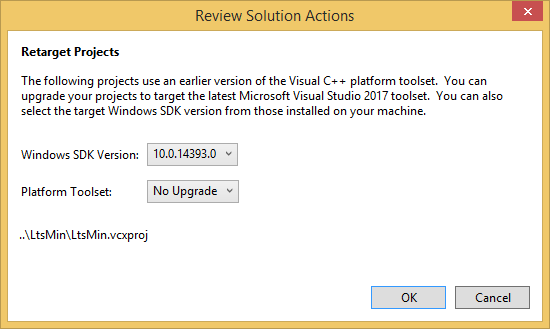 Review Solution Actions
Retarget Projects
The following projects use an earlier version of the Visual C++ platform toolset.  You can
upgrade your projects to target the latest Microsoft Visual Studio 2017 toolset.  You can also
select the target Windows SDK version from those installed on your machine.
Windows SDK Version: 10.0.14393.0
Platform Toolset: No Upgrade
..\LtsMin\LtsMin.vcxproj
OK Cancel